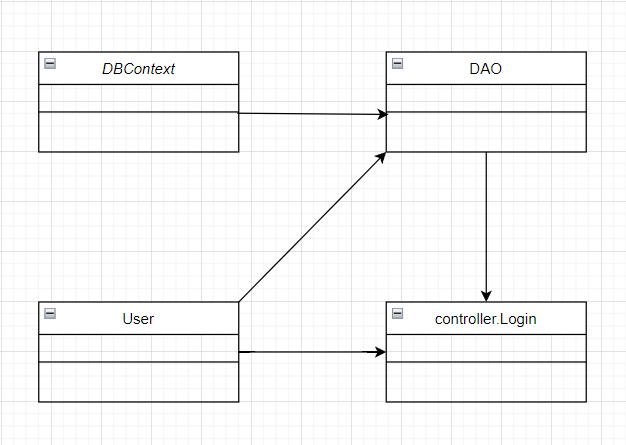 DBContext
DAO
User
controller.Login